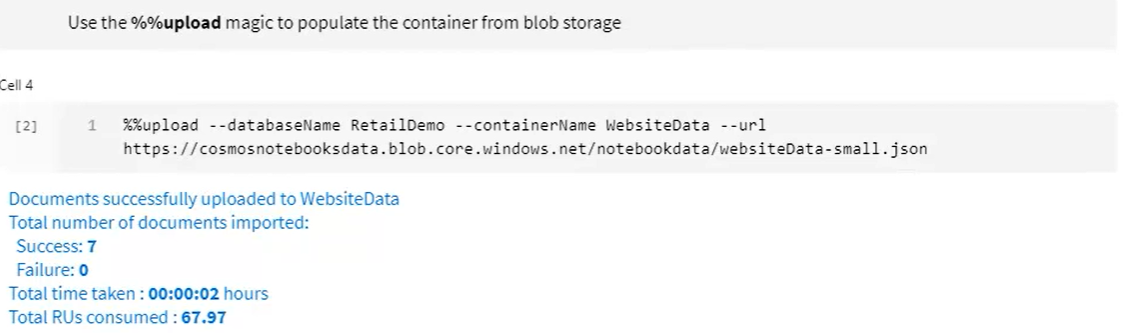 Use the %%upload magic to populate the container from blob storage
Cell 4
[2] 1 %%upload --databaseName RetailDemo --containerName WebsiteData --url
https://cosmosnotebooksdata.blob.core.windows.net/notebookdata/websiteData-small.json
Documents successfully uploaded to WebsiteData
Total number of documents imported:
Success: 7
Failure: 0
Total time taken : 00:00:02 hours
Total RUs consumed : 67.97